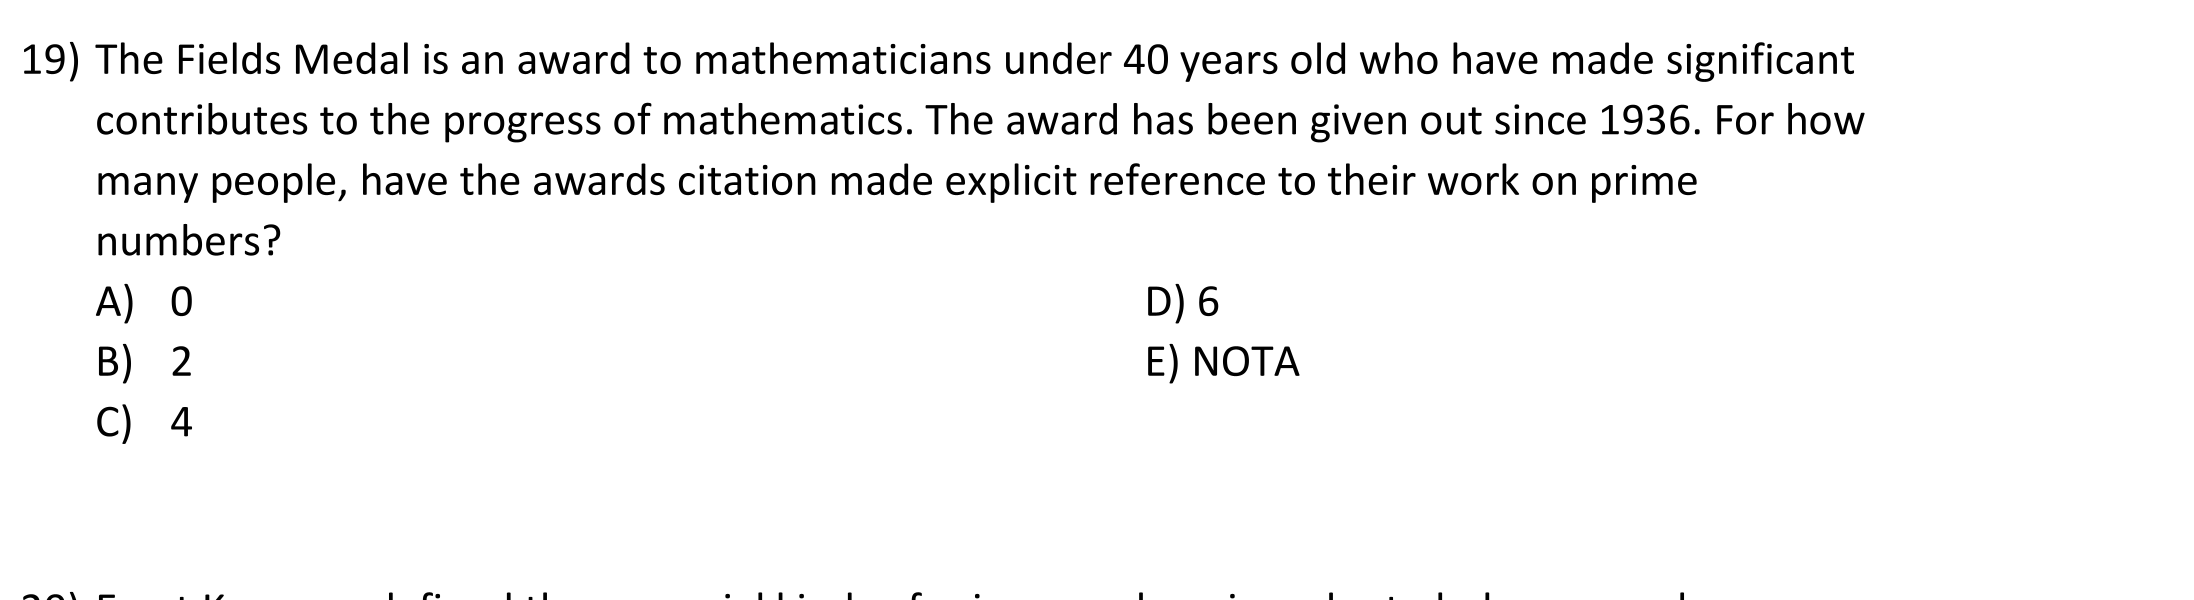 19) The Fields Medal is an award to mathematicians under 40 years old who have made significant
contributes to the progress of mathematics. The award has been given out since 1936. For how
many people, have the awards citation made explicit reference to their work on prime
numbers?
A) 0
B) 2
C) 4
D) 6
E) NOTA